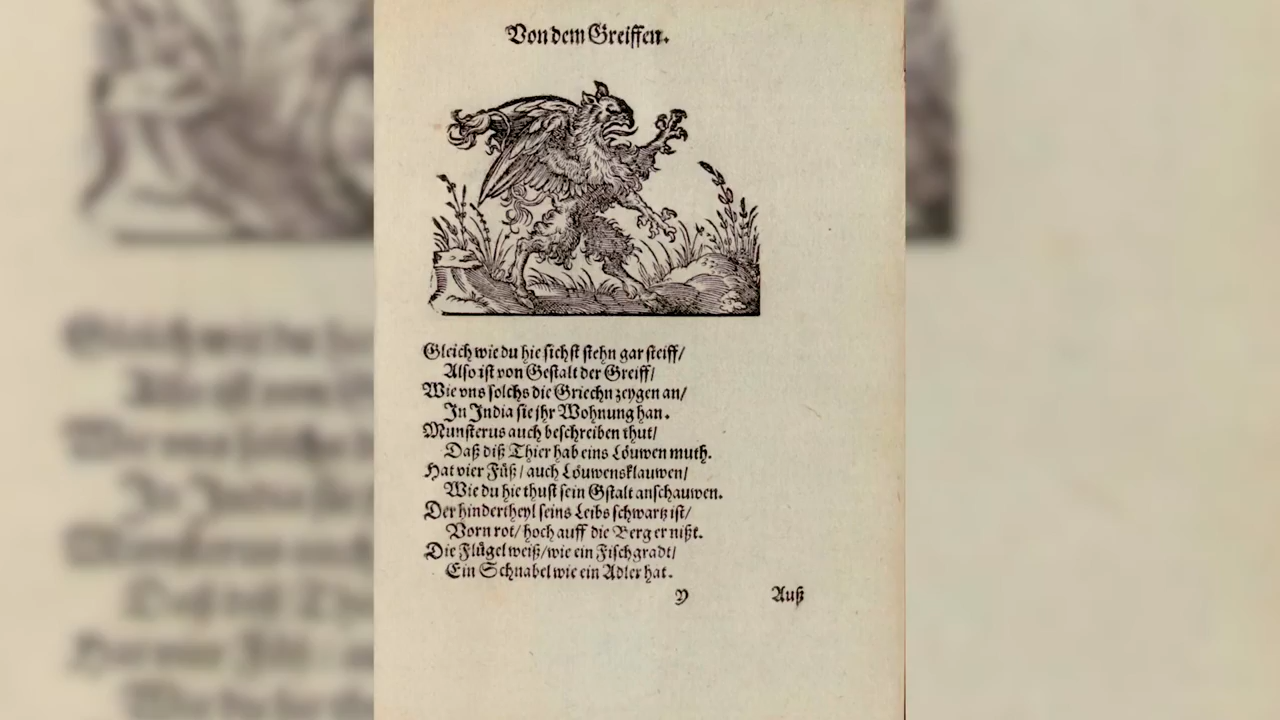 Von dem Greiffen.
Gleich wie du hie sichst stehn gar steiff/
Also ist von Gestalt der Greiff/
Wie vns solchs die Griechn zeygen an/
In India sie jhr Wohnung han.
Munsterus auch beschreiben thut/
Daß diß Thier hab eins Löuwen muth.
Hat vier Füß/ auch Löuwensklauwen/
Wie du hie thust sein Gstalt anschauwen.
Der hindertheyl seins Leibs schwartz ist/
Vorn rot/ hoch auff die Berg er nißt.
Die Flügel weiß/ wie ein Fischgradt/
Ein Schnabel wie ein Adler hat.
Y Auß